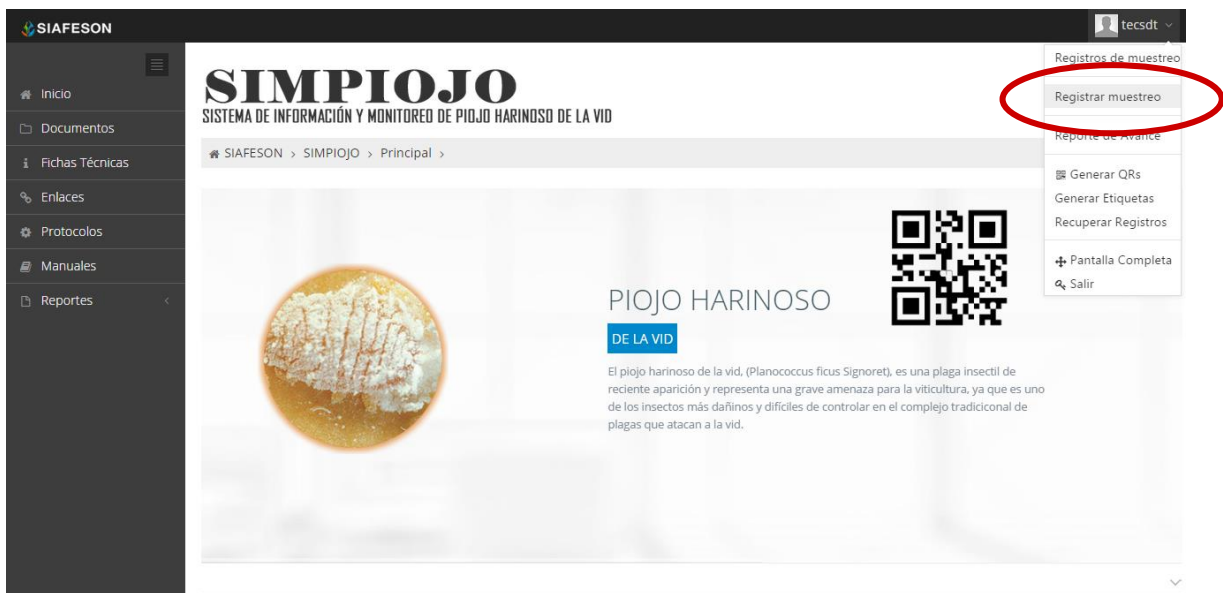 SIAFESON
tecsdt
Registros de muestreo
Registrar muestreo
Reporte de Avance
Generar QRs
Generar Etiquetas
Recuperar Registros
Pantalla Completa
Salir
Inicio
Documentos
Fichas Técnicas
Enlaces
Protocolos
Manuales
Reportes
SIMPIOJO
SISTEMA DE INFORMACIÓN Y MONITOREO DE PIOJO HARINOSO DE LA VID
SIAFESON > SIMPIOJO > Principal >
PIOJO HARINOSO
DE LA VID
El piojo harinoso de la vid, (Planococcus ficus Signoret), es una plaga insectil de
reciente aparición y representa una grave amenaza para la viticultura, ya que es uno
de los insectos más dañinos y difíciles de controlar en el complejo tradiciconal de
plagas que atacan a la vid.